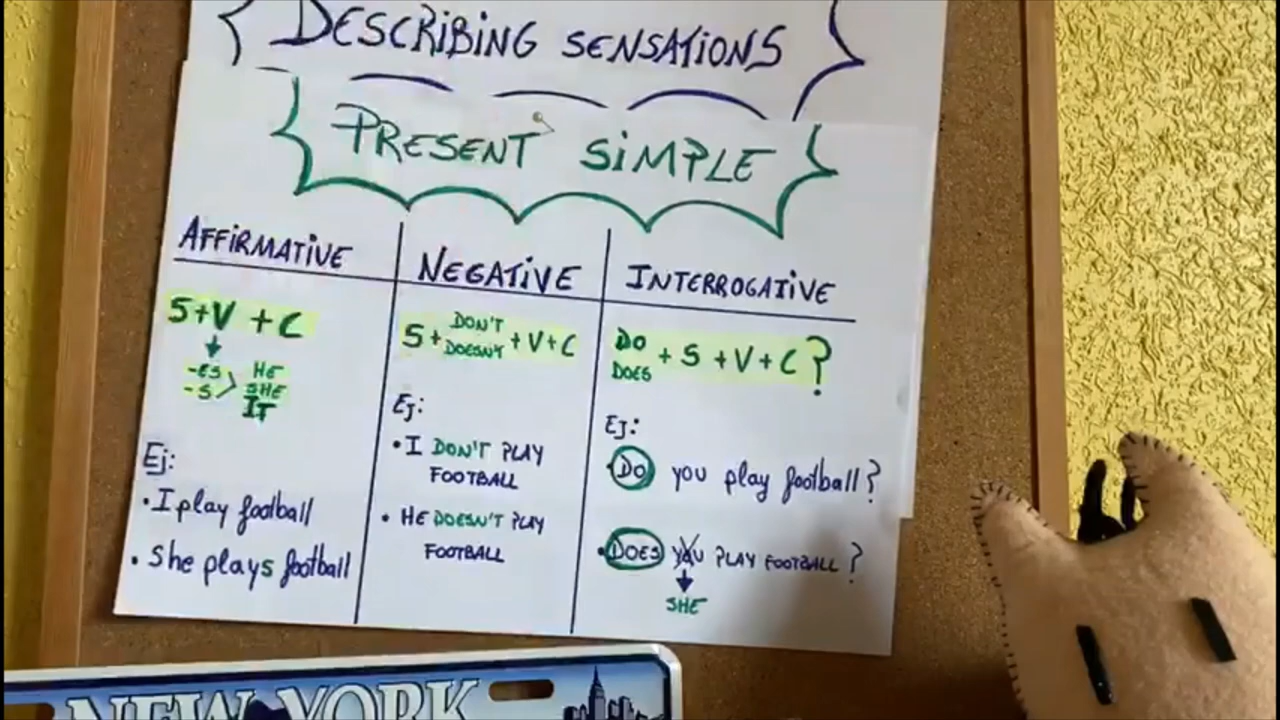 DESCRIBING SENSATIONS
PRESENT SIMPLE
AFFIRMATIVE
S+V+C
-ES HE
-S SHE
IT
Ej:
• I play football
• She plays football
NEGATIVE
S+ DON'T
DOESN'T +V+C
Ej:
• I DON'T PLAY
FOOTBALL
• HE DOESN'T PLAY
FOOTBALL
INTERROGATIVE
DO
DOES + S +V+C?
Ej:
• DO you play football?
• DOES YOU PLAY FOOTBALL?
SHE
NEW YORK